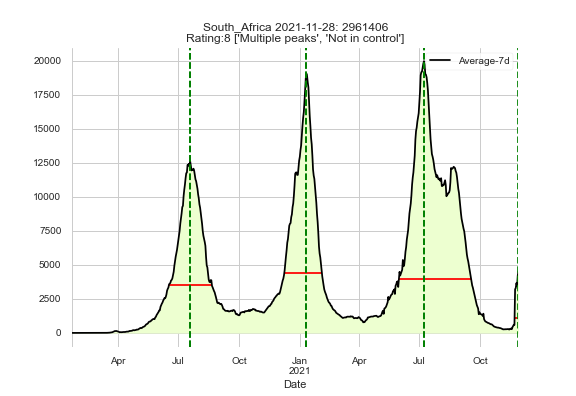 South_Africa 2021-11-28: 2961406
Rating:8 ['Multiple peaks', 'Not in control']
Average-7d
20000
17500
15000
12500
10000
7500
5000
2500
0
Apr Jul Oct Jan Apr Jul Oct
2021
Date